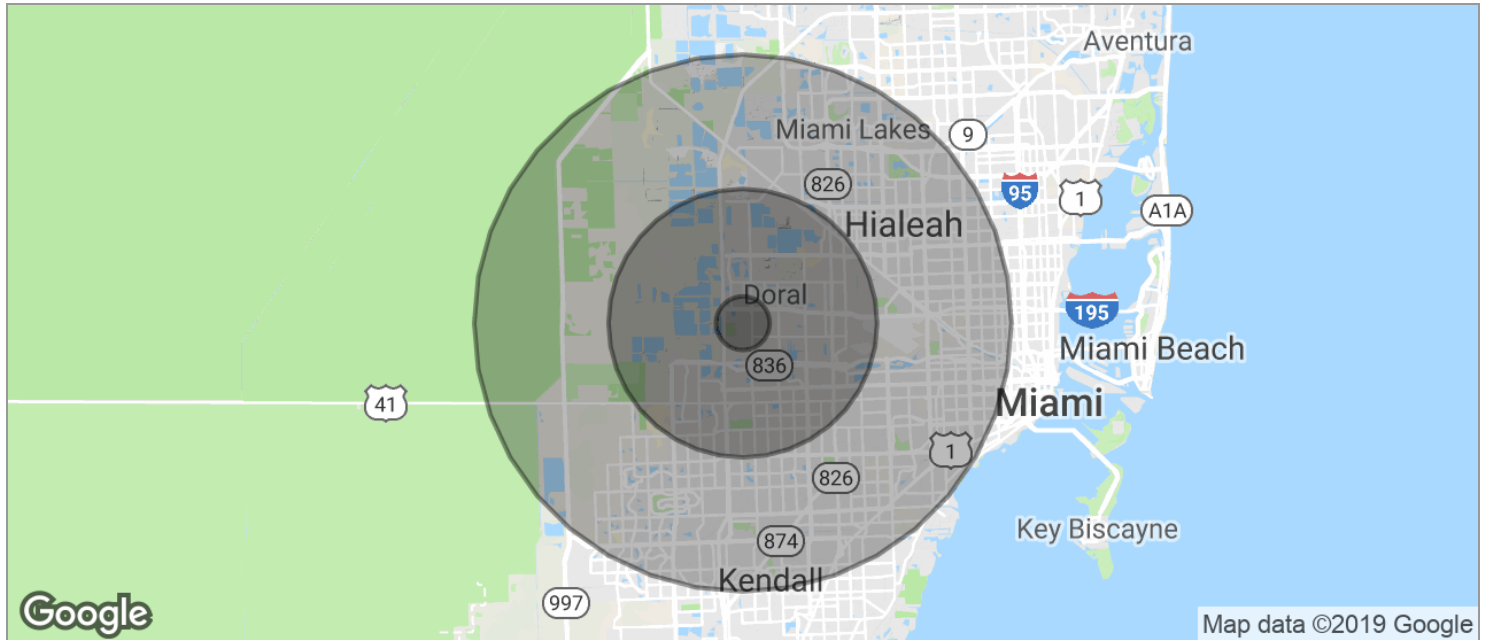 Aventura
Miami Lakes
9
826
95
1
A1A
Hialeah
Doral
195
836
Miami Beach
41
Miami
1
826
Key Biscayne
874
Kendall
997
Google
Map data ©2019 Google